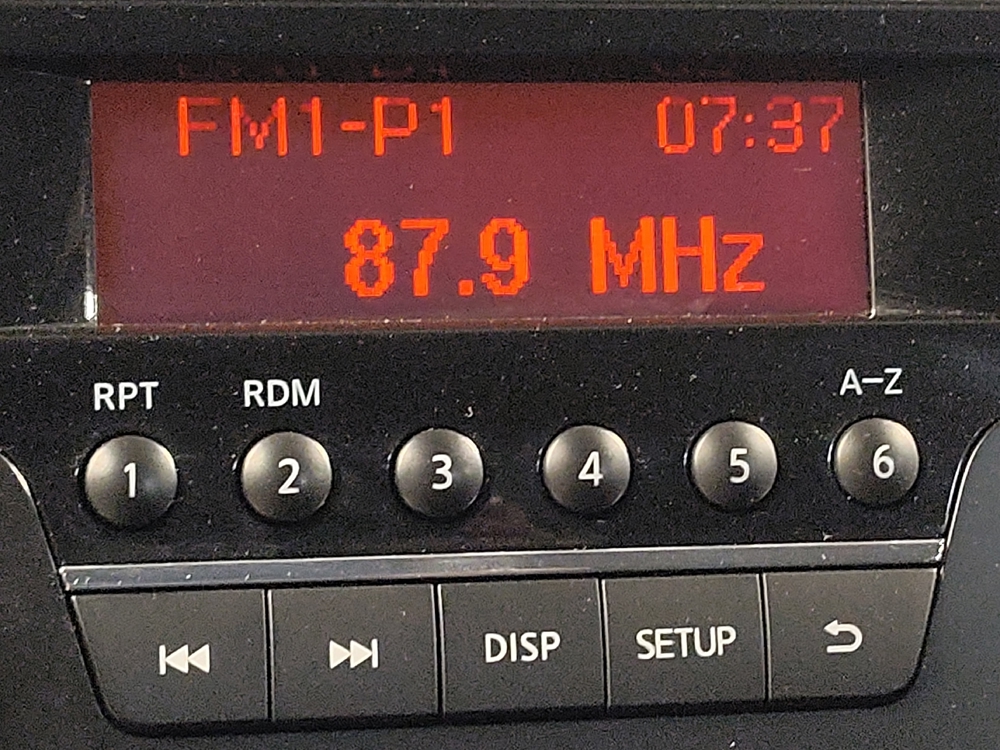 FM1-P1 07:37
87.9 MHz
RPT RDM A-Z
1 2 3 4 5 6
DISP SETUP